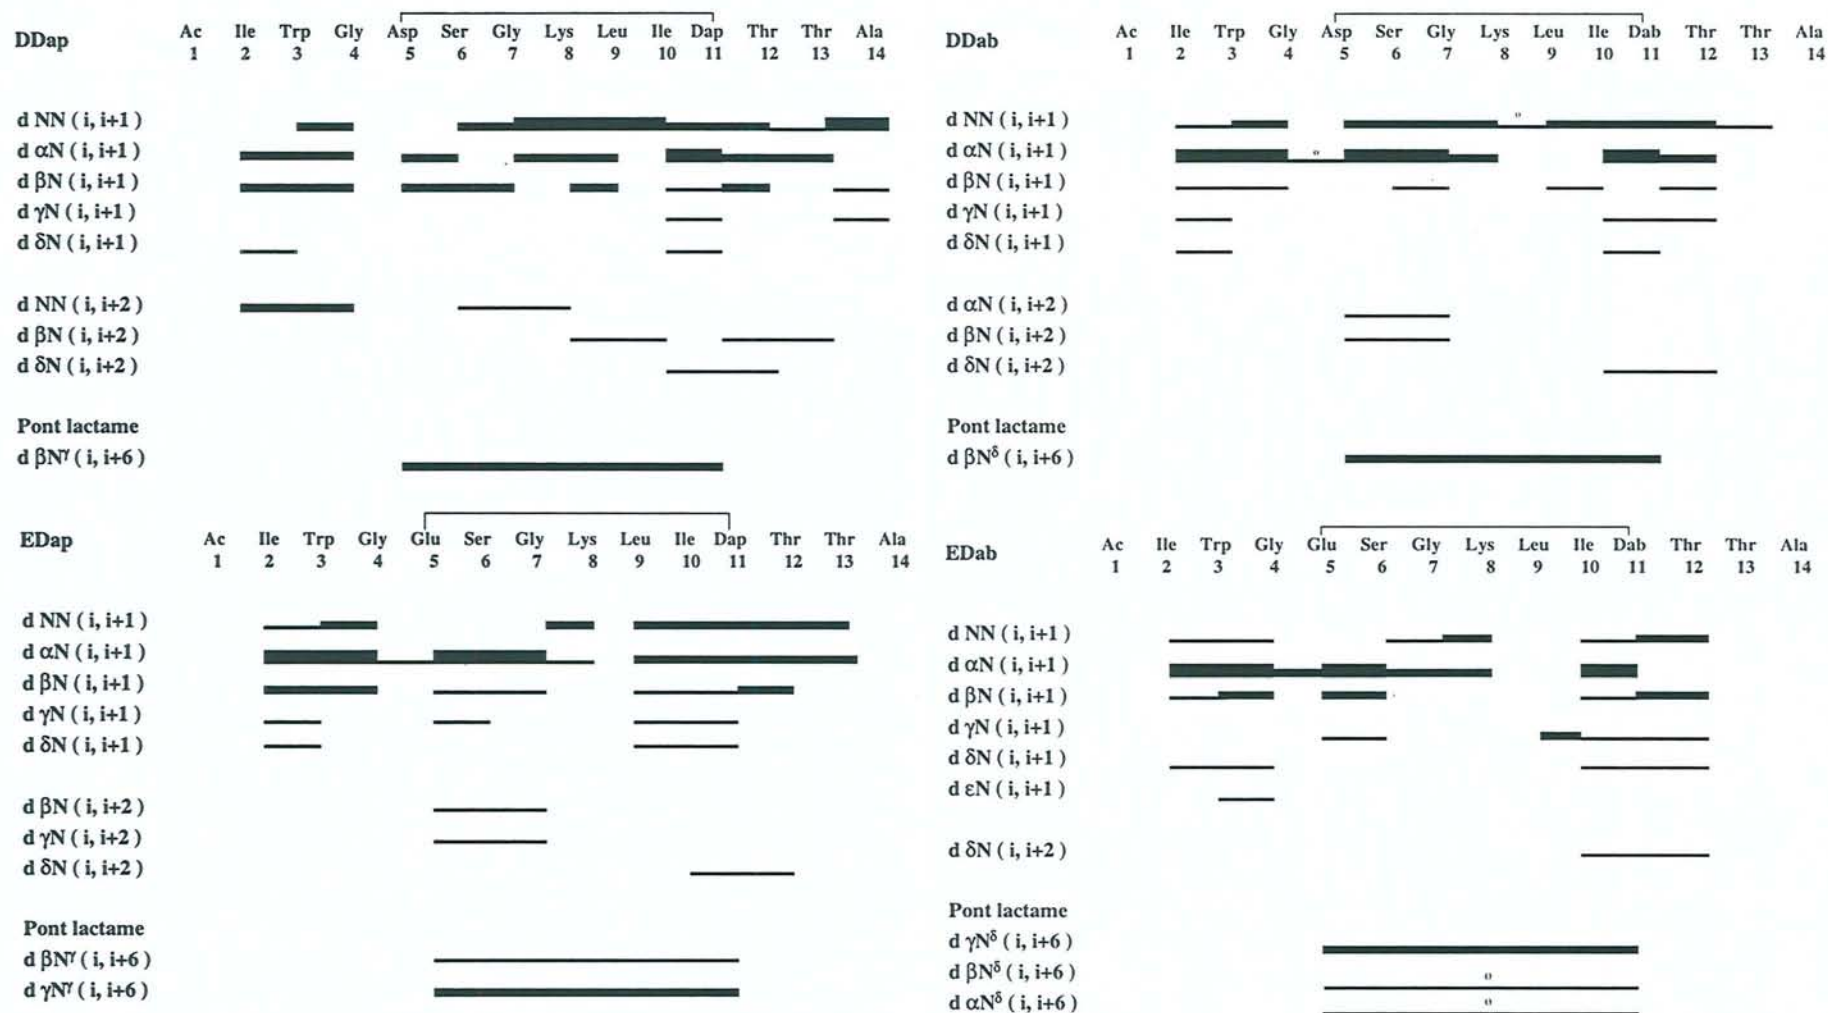 DDap
Ac Ile Trp Gly Asp Ser Gly Lys Leu Ile Dap Thr Thr Ala
1 2 3 4 5 6 7 8 9 10 11 12 13 14
d NN ( i, i+1 )
d αN ( i, i+1 )
d βN ( i, i+1 )
d γN ( i, i+1 )
d δN ( i, i+1 )
d NN ( i, i+2 )
d βN ( i, i+2 )
d δN ( i, i+2 )
Pont lactame
d βNᵞ ( i, i+6 )
DDab
Ac Ile Trp Gly Asp Ser Gly Lys Leu Ile Dab Thr Thr Ala
1 2 3 4 5 6 7 8 9 10 11 12 13 14
d NN ( i, i+1 )
o
d αN ( i, i+1 )
o
d βN ( i, i+1 )
d γN ( i, i+1 )
d δN ( i, i+1 )
d αN ( i, i+2 )
d βN ( i, i+2 )
d δN ( i, i+2 )
Pont lactame
d βNᵟ ( i, i+6 )
EDap
Ac Ile Trp Gly Glu Ser Gly Lys Leu Ile Dap Thr Thr Ala
1 2 3 4 5 6 7 8 9 10 11 12 13 14
d NN ( i, i+1 )
d αN ( i, i+1 )
d βN ( i, i+1 )
d γN ( i, i+1 )
d δN ( i, i+1 )
d βN ( i, i+2 )
d γN ( i, i+2 )
d δN ( i, i+2 )
Pont lactame
d βNᵞ ( i, i+6 )
d γNᵞ ( i, i+6 )
EDab
Ac Ile Trp Gly Glu Ser Gly Lys Leu Ile Dab Thr Thr Ala
1 2 3 4 5 6 7 8 9 10 11 12 13 14
d NN ( i, i+1 )
d αN ( i, i+1 )
d βN ( i, i+1 )
d γN ( i, i+1 )
d δN ( i, i+1 )
d εN ( i, i+1 )
d δN ( i, i+2 )
Pont lactame
d γNᵟ ( i, i+6 )
d βNᵟ ( i, i+6 )
o
d αNᵟ ( i, i+6 )
o